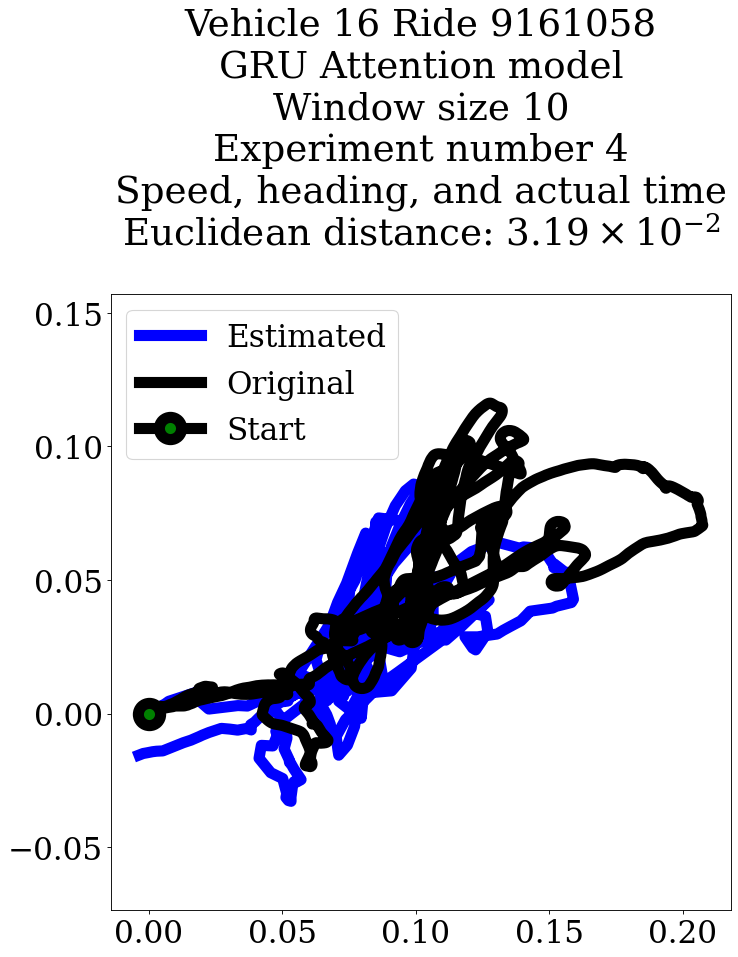 Vehicle 16 Ride 9161058
GRU Attention model
Window size 10
Experiment number 4
Speed, heading, and actual time
Euclidean distance: 3.19 × 10⁻²
Estimated
Original
Start
0.15
0.10
0.05
0.00
−0.05
0.00 0.05 0.10 0.15 0.20